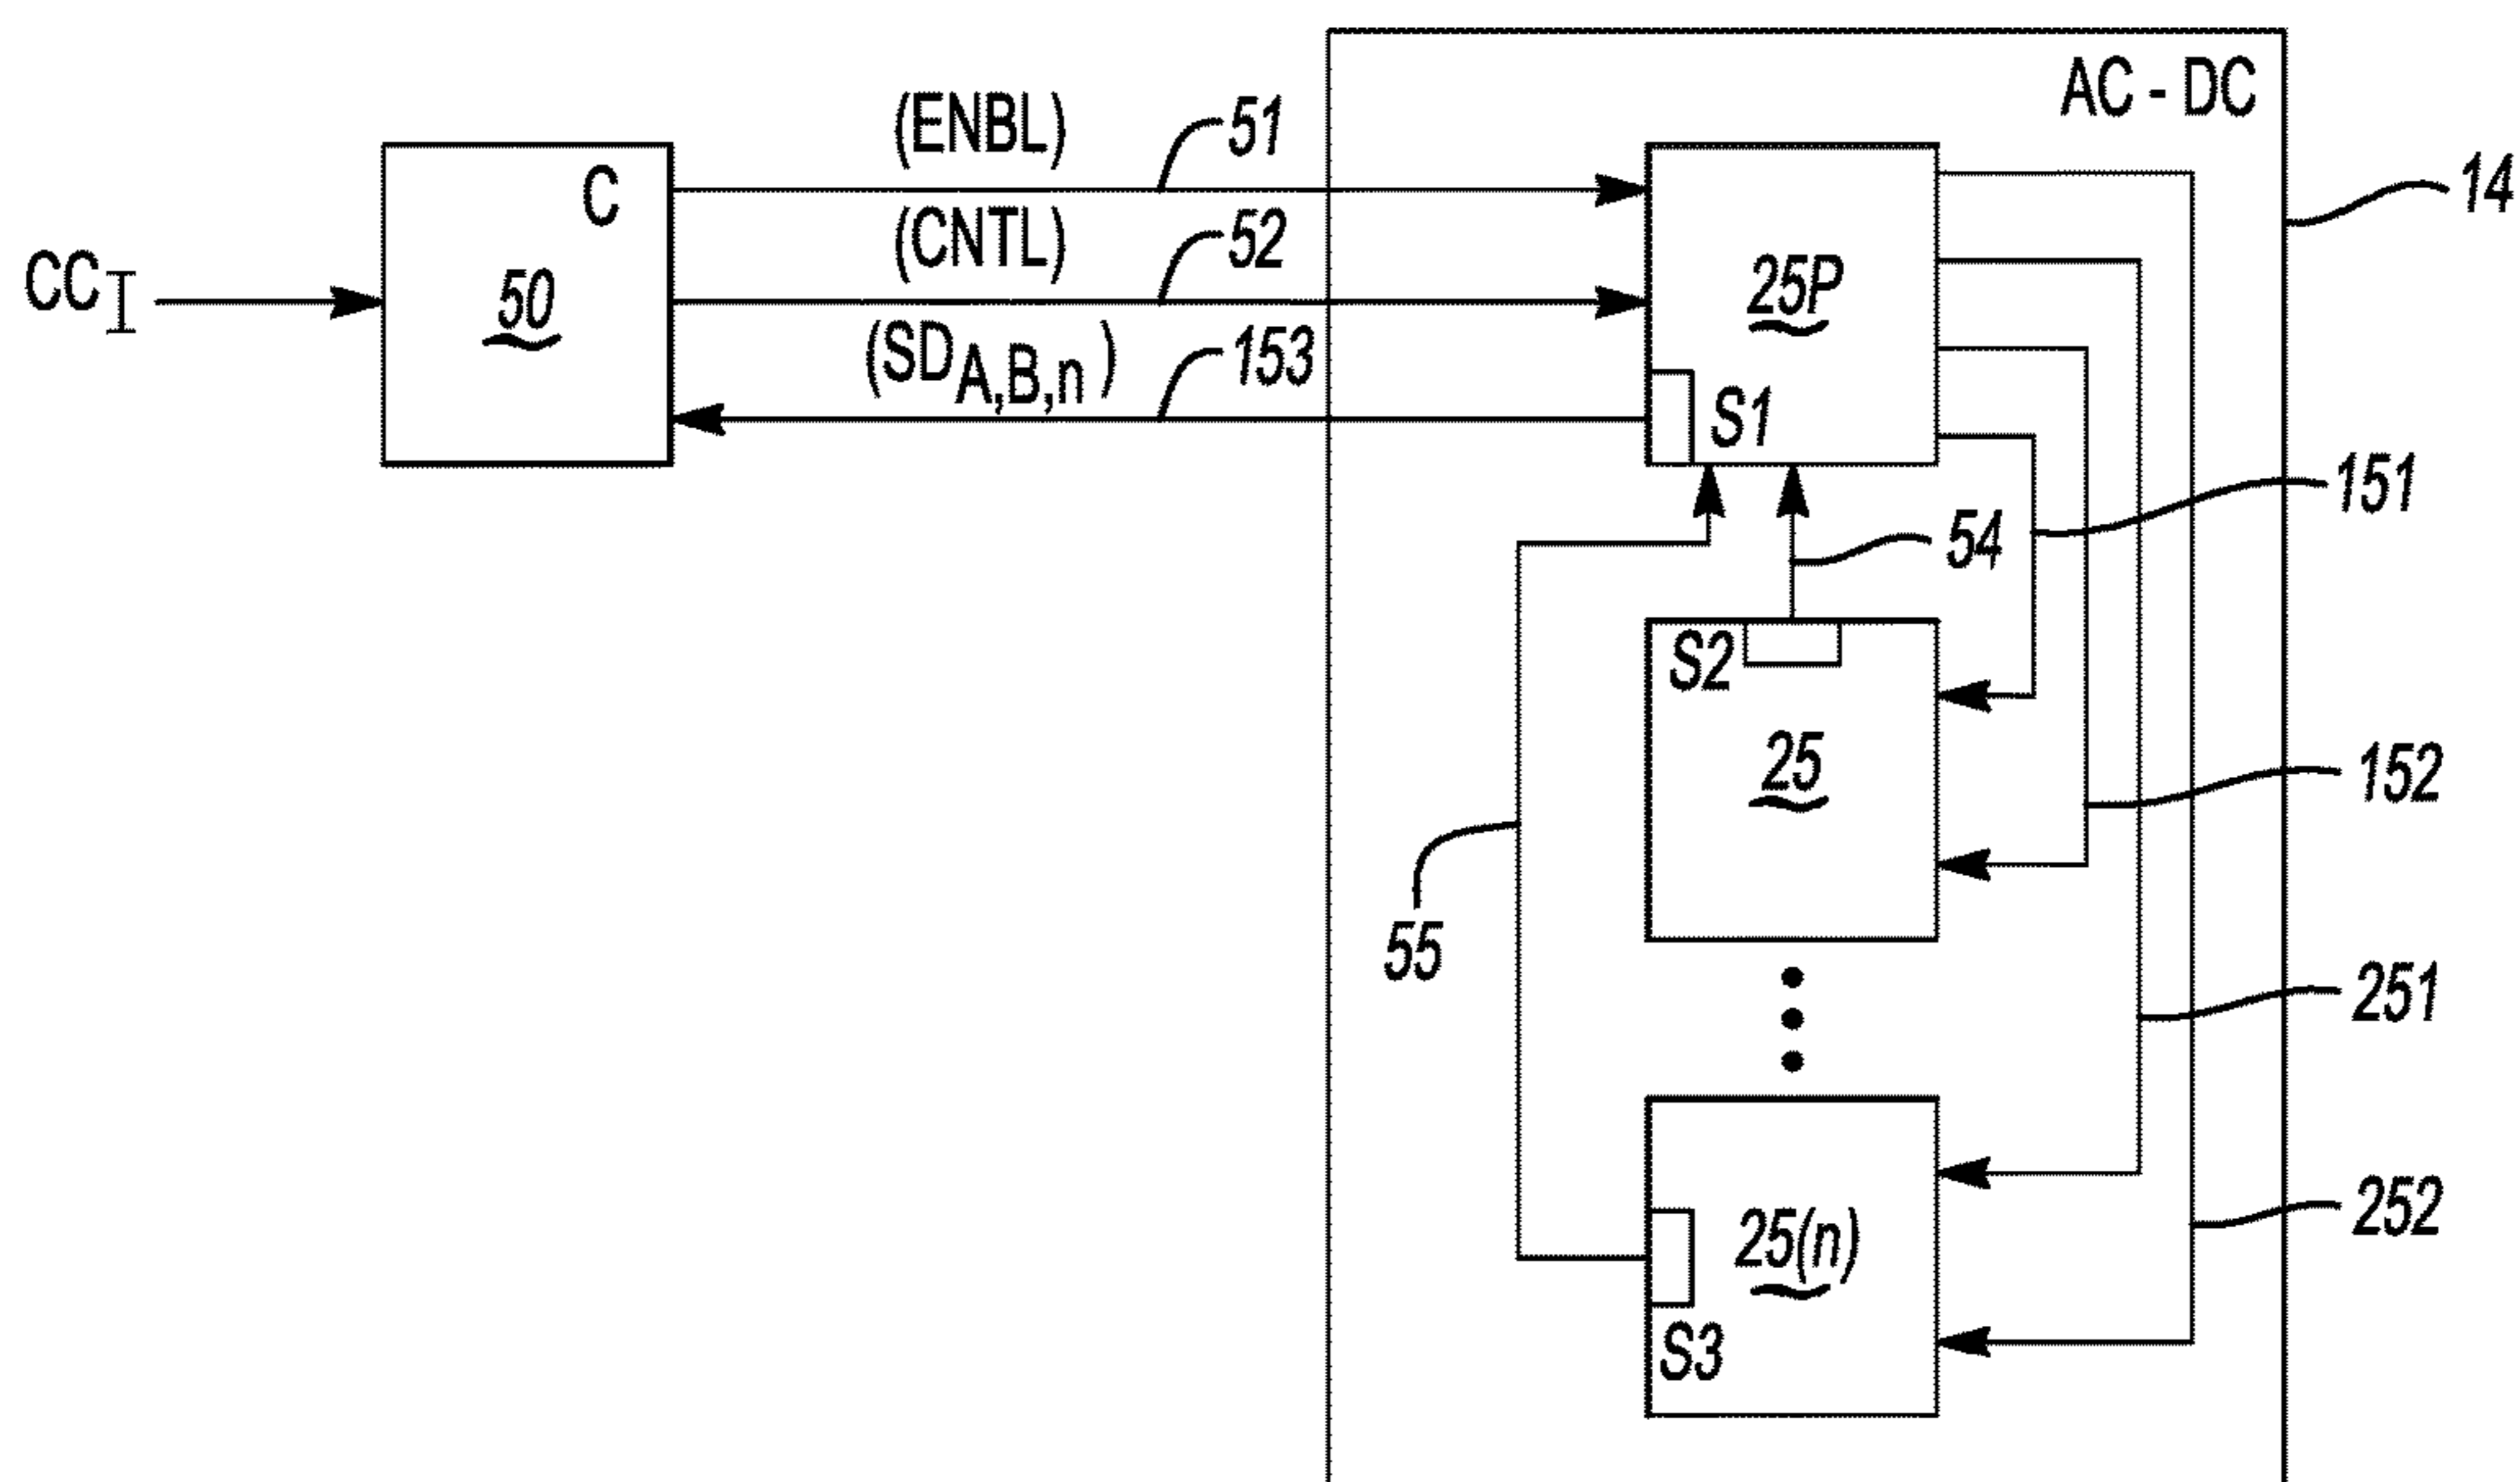 AC - DC
(ENBL)
51
14
C
(CNTL)
52
CC I
50
25P
(SD A,B,n )
153
S1
151
54
S2
25
152
55
251
25(n)
252
S3